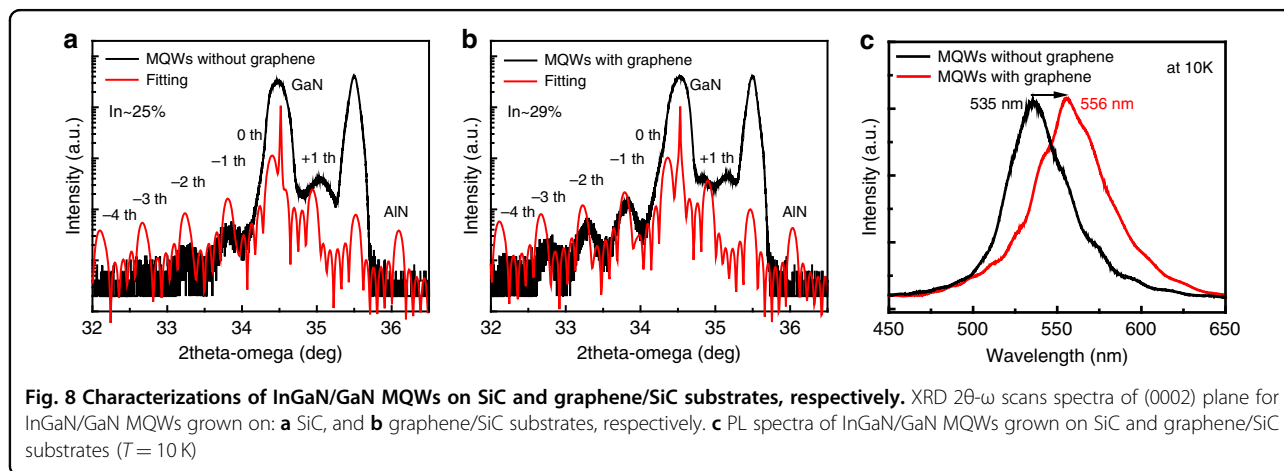 a
MQWs without graphene
Fitting
GaN
In~25%
0 th
−1 th
+1 th
−2 th
−3 th
−4 th
AlN
Intensity (a.u.)
32 33 34 35 36
2theta-omega (deg)
b
MQWs with graphene
Fitting
GaN
In~29%
0 th
−1 th
+1 th
−2 th
−3 th
−4 th
AlN
Intensity (a.u.)
32 33 34 35 36
2theta-omega (deg)
c
MQWs without graphene
MQWs with graphene
at 10K
535 nm 556 nm
Intensity (a.u.)
450 500 550 600 650
Wavelength (nm)
Fig. 8 Characterizations of InGaN/GaN MQWs on SiC and graphene/SiC substrates, respectively. XRD 2θ-ω scans spectra of (0002) plane for
InGaN/GaN MQWs grown on: a SiC, and b graphene/SiC substrates, respectively. c PL spectra of InGaN/GaN MQWs grown on SiC and graphene/SiC
substrates (T = 10 K)